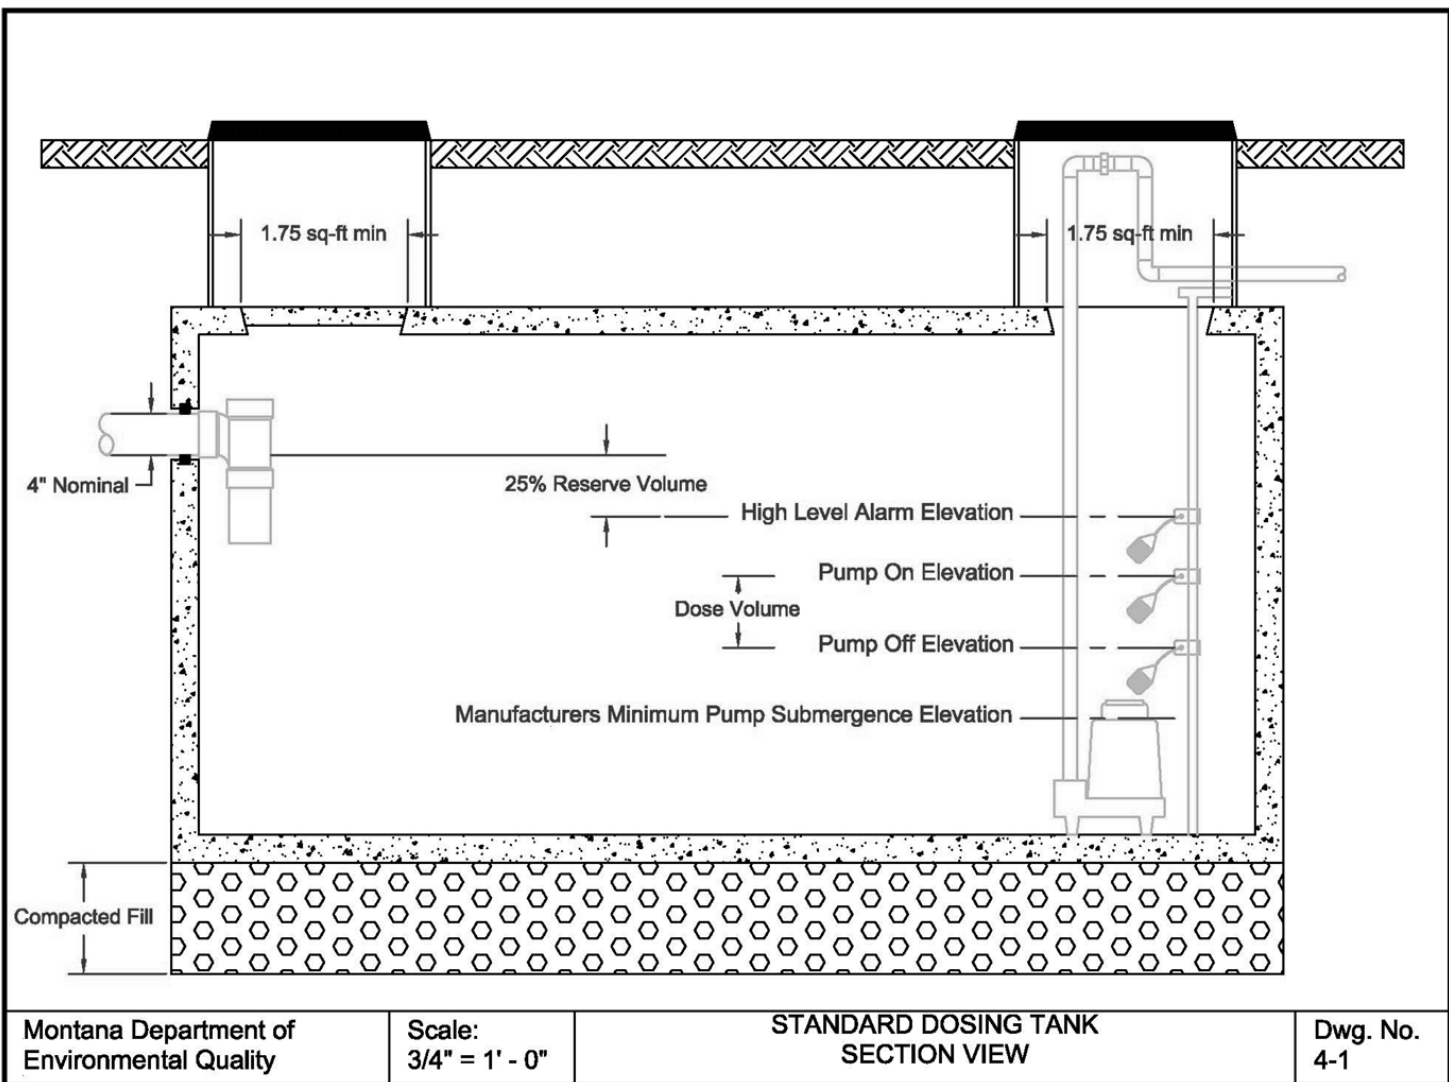 1.75 sq-ft min
1.75 sq-ft min
4" Nominal
25% Reserve Volume
High Level Alarm Elevation
Pump On Elevation
Dose Volume
Pump Off Elevation
Manufacturers Minimum Pump Submergence Elevation
Compacted Fill
Montana Department of
Environmental Quality
Scale:
3/4" = 1' - 0"
STANDARD DOSING TANK
SECTION VIEW
Dwg. No.
4-1